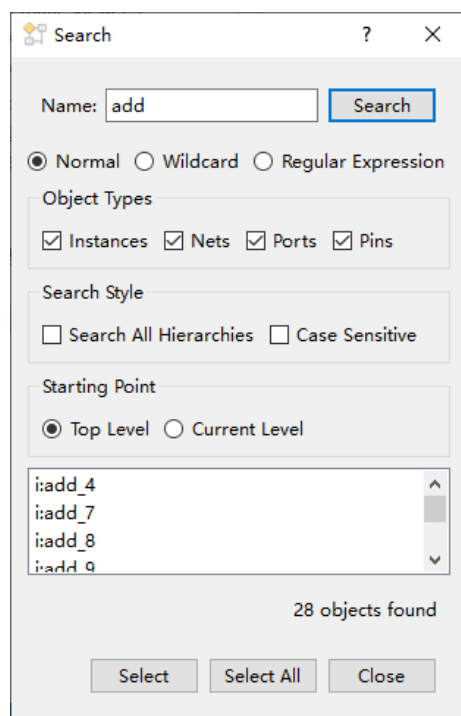 Search ?
Name: add Search
Normal Wildcard Regular Expression
Object Types
Instances Nets Ports Pins
Search Style
Search All Hierarchies Case Sensitive
Starting Point
Top Level Current Level
i:add_4
i:add_7
i:add_8
i:add_9
28 objects found
Select Select All Close